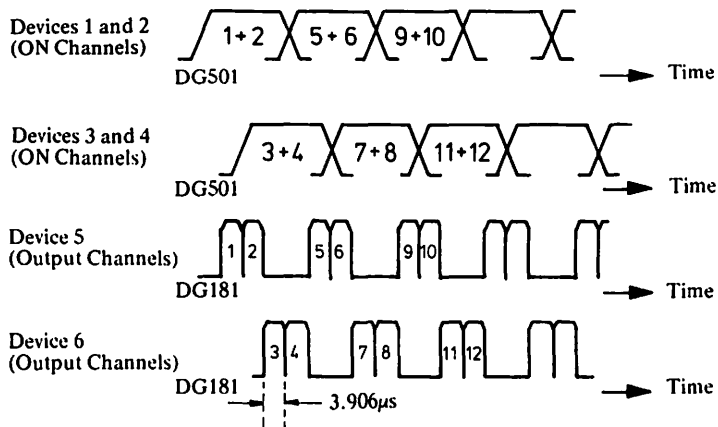 Devices 1 and 2
(ON Channels)
1+2 5+6 9+10
DG501
Time
Devices 3 and 4
(ON Channels)
3+4 7+8 11+12
DG501
Time
Device 5
(Output Channels)
1 2 5 6 9 10
DG181
Time
Device 6
(Output Channels)
3 4 7 8 11 12
DG181
Time
3.906µs